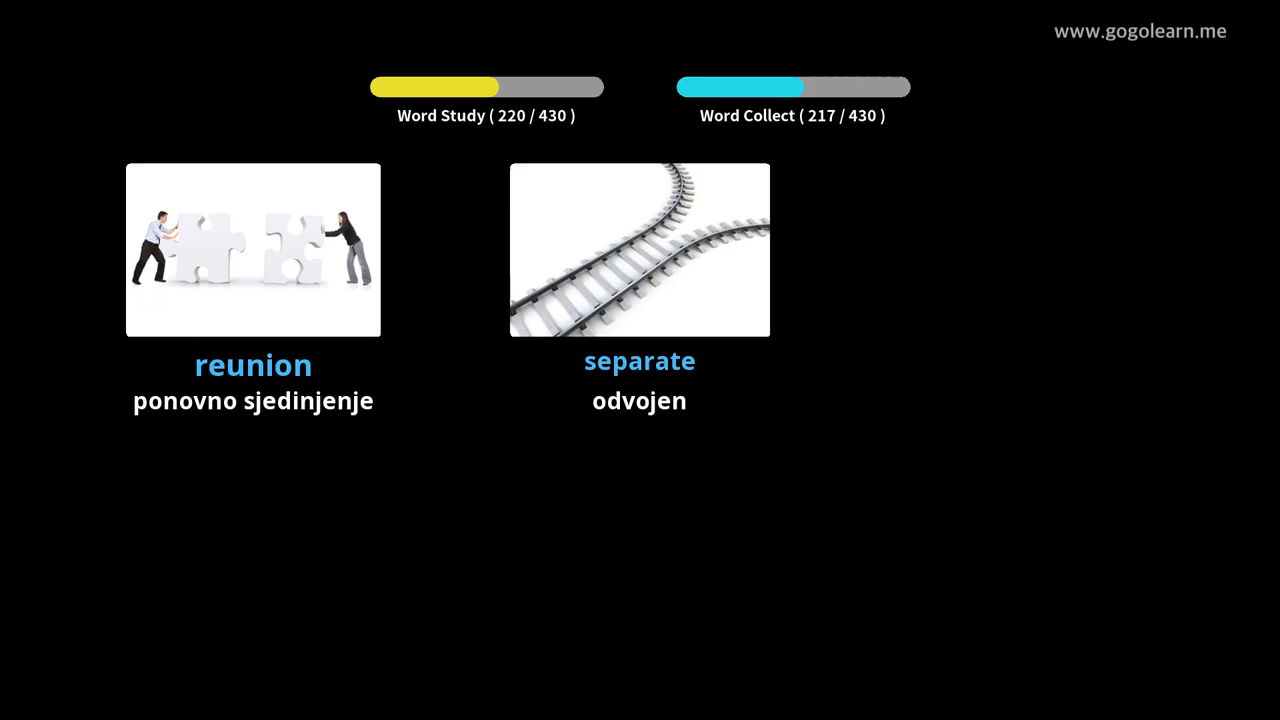 www.gogolearn.me
Word Study ( 220 / 430 )
Word Collect ( 217 / 430 )
reunion
ponovno sjedinjenje
separate
odvojen